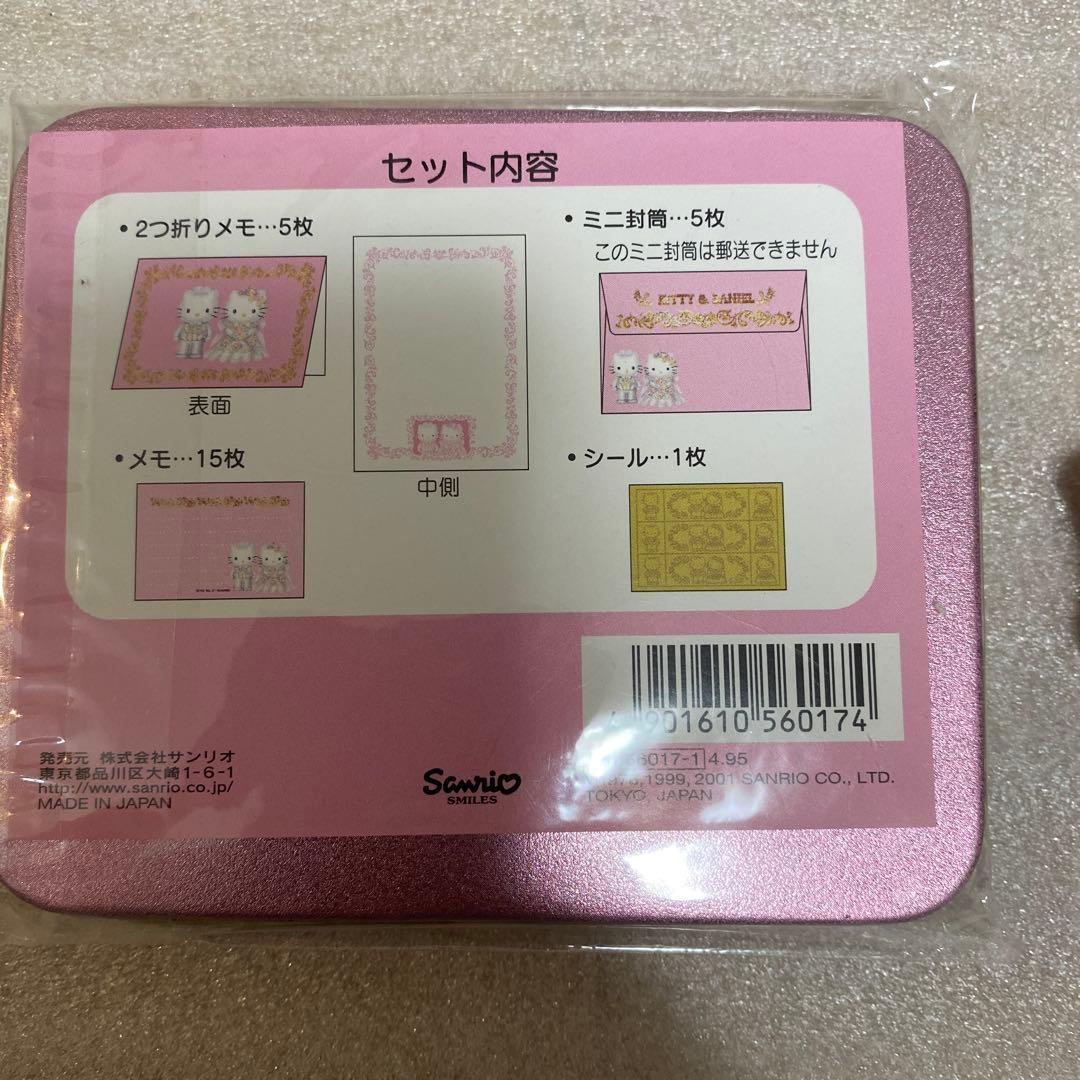 セット内容
• 2つ折りメモ…5枚
表面
中側
• ミニ封筒…5枚
このミニ封筒は郵送できません
KITTY & DANIEL
• メモ…15枚
• シール…1枚
901610 560174
6017-1 4.95
1999, 2001 SANRIO CO., LTD.
TOKYO, JAPAN
発売元 株式会社サンリオ
東京都品川区大崎1-6-1
http://www.sanrio.co.jp/
MADE IN JAPAN
Sanrio
SMILES